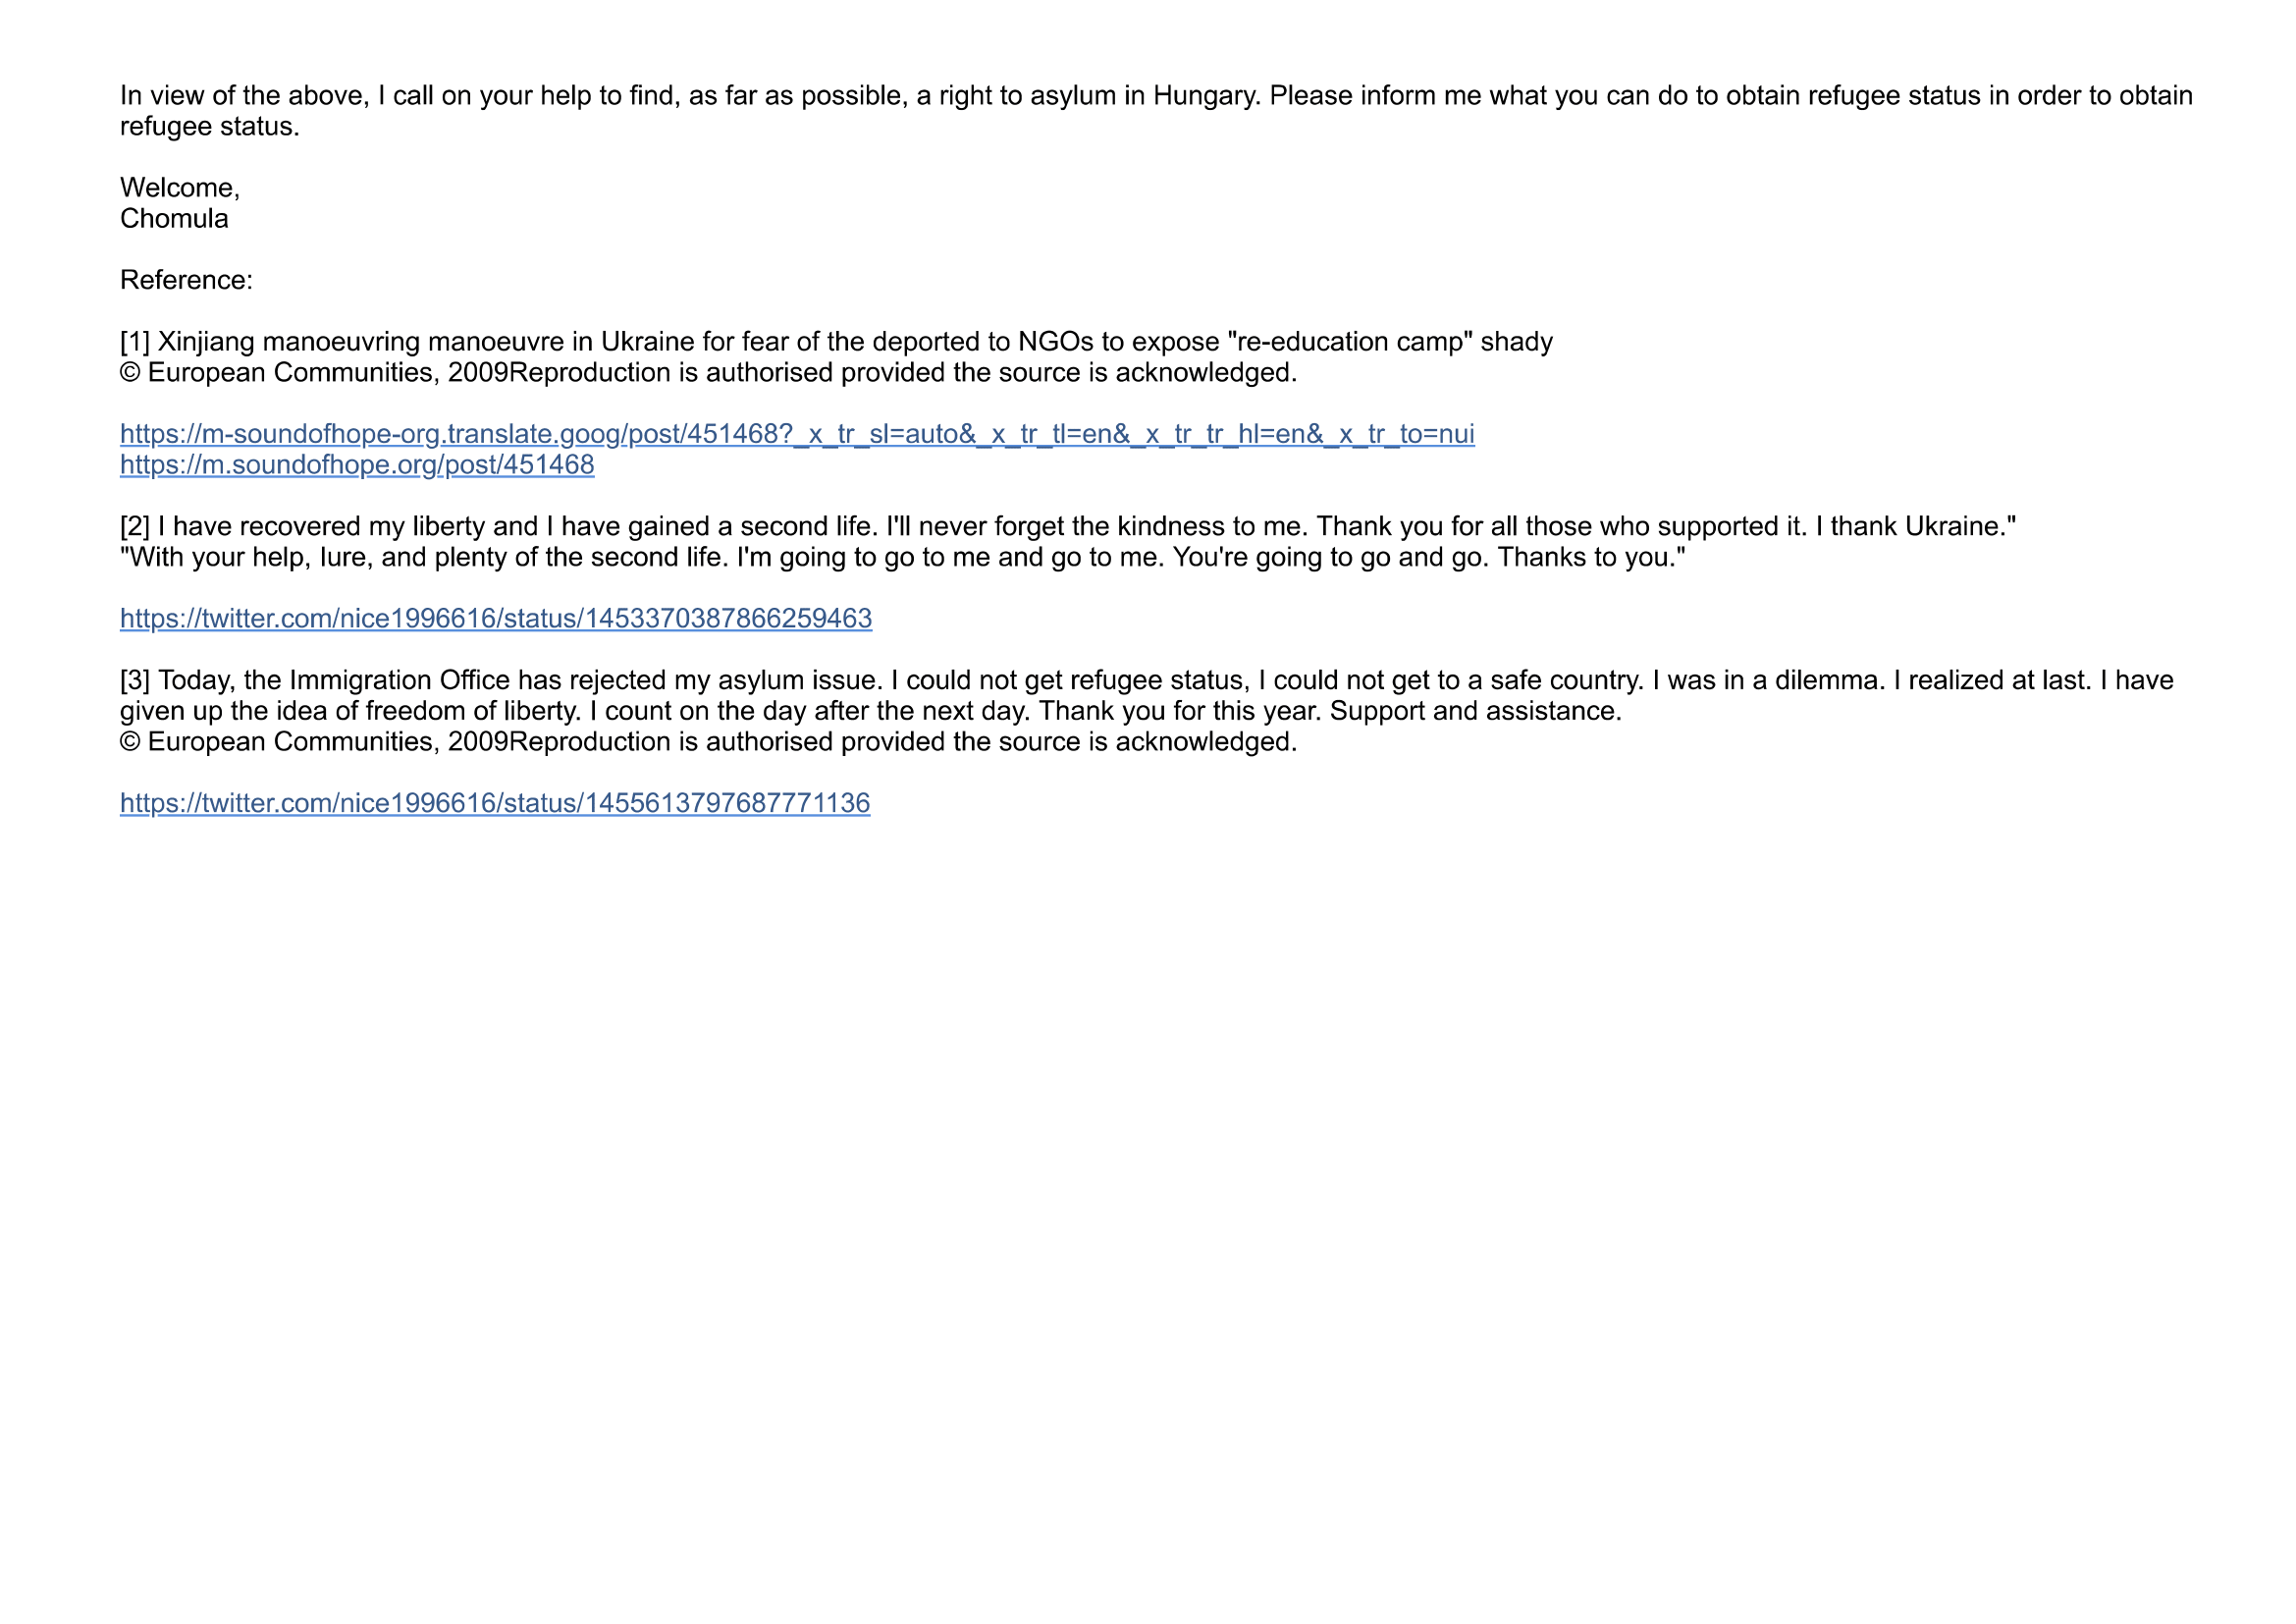 In view of the above, I call on your help to find, as far as possible, a right to asylum in Hungary. Please inform me what you can do to obtain refugee status in order to obtain
refugee status.
Welcome,
Chomula
Reference:
[1] Xinjiang manoeuvring manoeuvre in Ukraine for fear of the deported to NGOs to expose "re-education camp" shady
© European Communities, 2009Reproduction is authorised provided the source is acknowledged.
https://m-soundofhope-org.translate.goog/post/451468?_x_tr_sl=auto&_x_tr_tl=en&_x_tr_tr_hl=en&_x_tr_to=nui
https://m.soundofhope.org/post/451468
[2] I have recovered my liberty and I have gained a second life. I'll never forget the kindness to me. Thank you for all those who supported it. I thank Ukraine."
"With your help, lure, and plenty of the second life. I'm going to go to me and go to me. You're going to go and go. Thanks to you."
https://twitter.com/nice1996616/status/1453370387866259463
[3] Today, the Immigration Office has rejected my asylum issue. I could not get refugee status, I could not get to a safe country. I was in a dilemma. I realized at last. I have
given up the idea of freedom of liberty. I count on the day after the next day. Thank you for this year. Support and assistance.
© European Communities, 2009Reproduction is authorised provided the source is acknowledged.
https://twitter.com/nice1996616/status/1455613797687771136